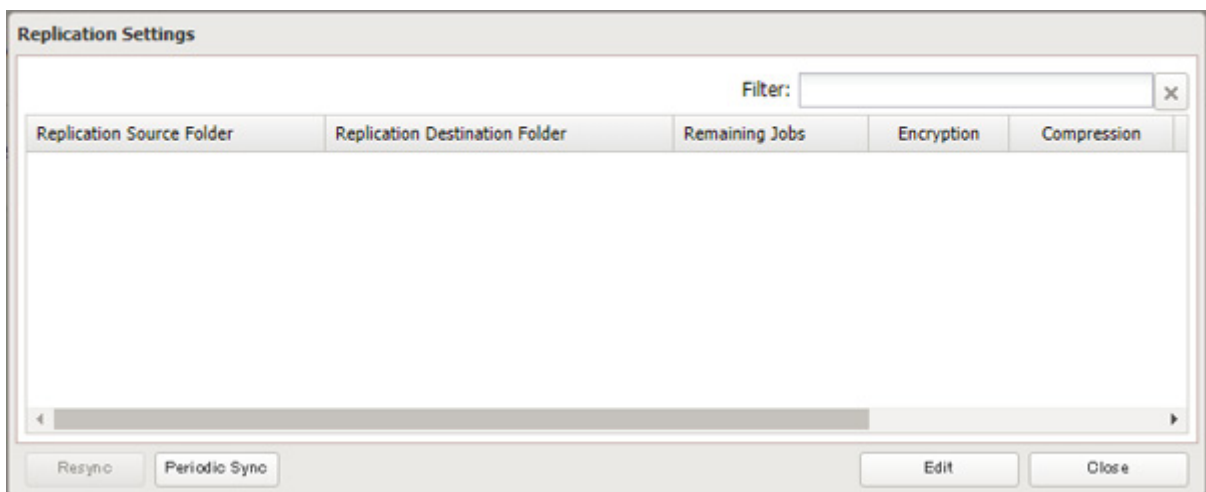 Replication Settings
Filter:
Replication Source Folder Replication Destination Folder Remaining Jobs Encryption Compression
Resync Periodic Sync Edit Close